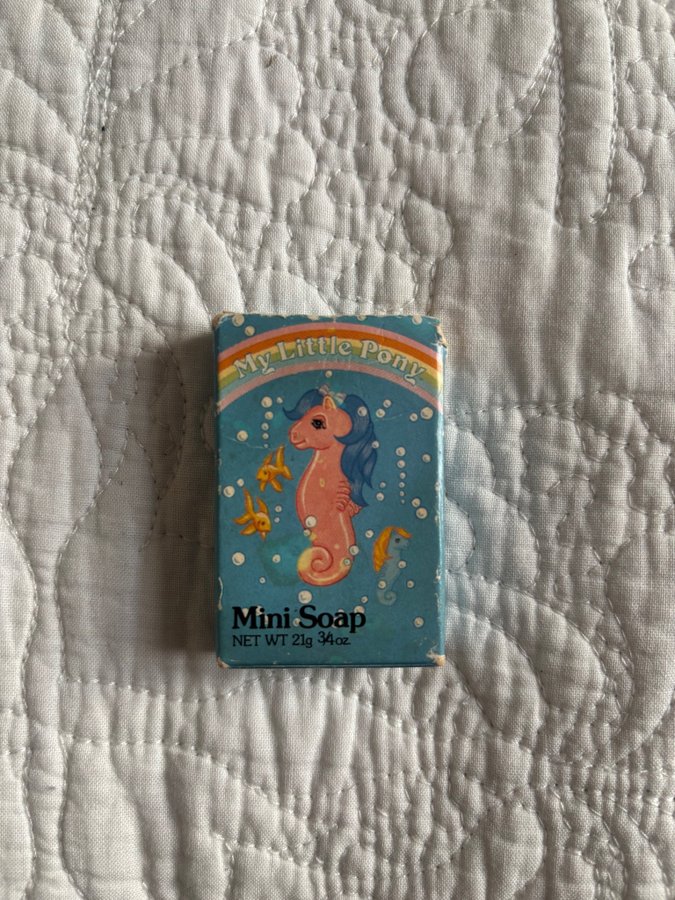 My Little Pony
Mini Soap
NET WT 21g 3/4oz.